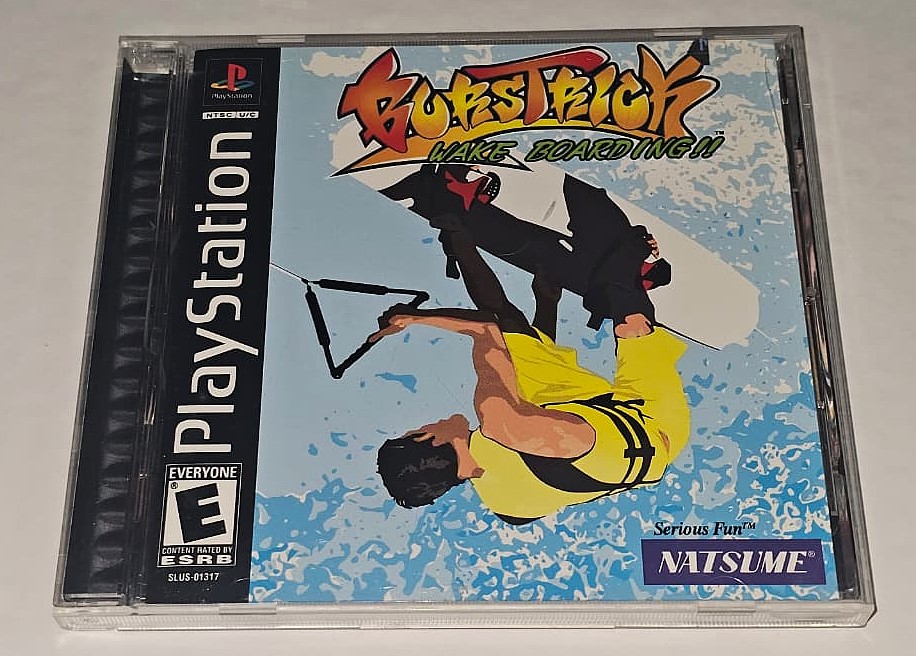 PlayStation
NTSC U/C
PlayStation
EVERYONE
E
®
CONTENT RATED BY
ESRB
SLUS-01317
BURSTRICK
WAKE BOARDING!!™
Serious Fun™
NATSUME®